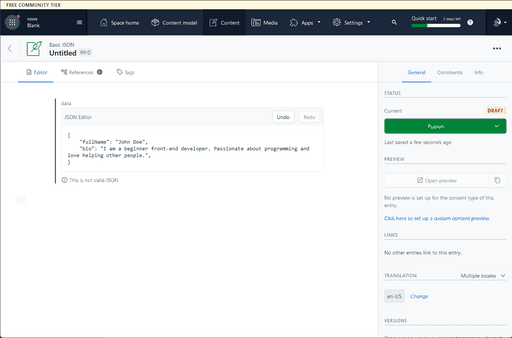 FREE COMMUNITY TIER
none
Blank
Space home
Content model
Content
Media
Apps
Settings
Quick start
2 days left
Basic JSON
Untitled
Editor
References
Tags
General
Comments
Info
data
JSON Editor
Undo
Redo
{
"fullName": "John Doe",
"bio": "I am a beginner front-end developer. Passionate about programming and
love helping other people.",
}
This is not valid JSON
STATUS
Current
DRAFT
Last saved a few seconds ago
PREVIEW
Open preview
No preview is set up for the content type of this
entry.
Click here to set up a custom content preview.
LINKS
No other entries link to this entry.
TRANSLATION
Multiple locales
en-US
Change
VERSIONS